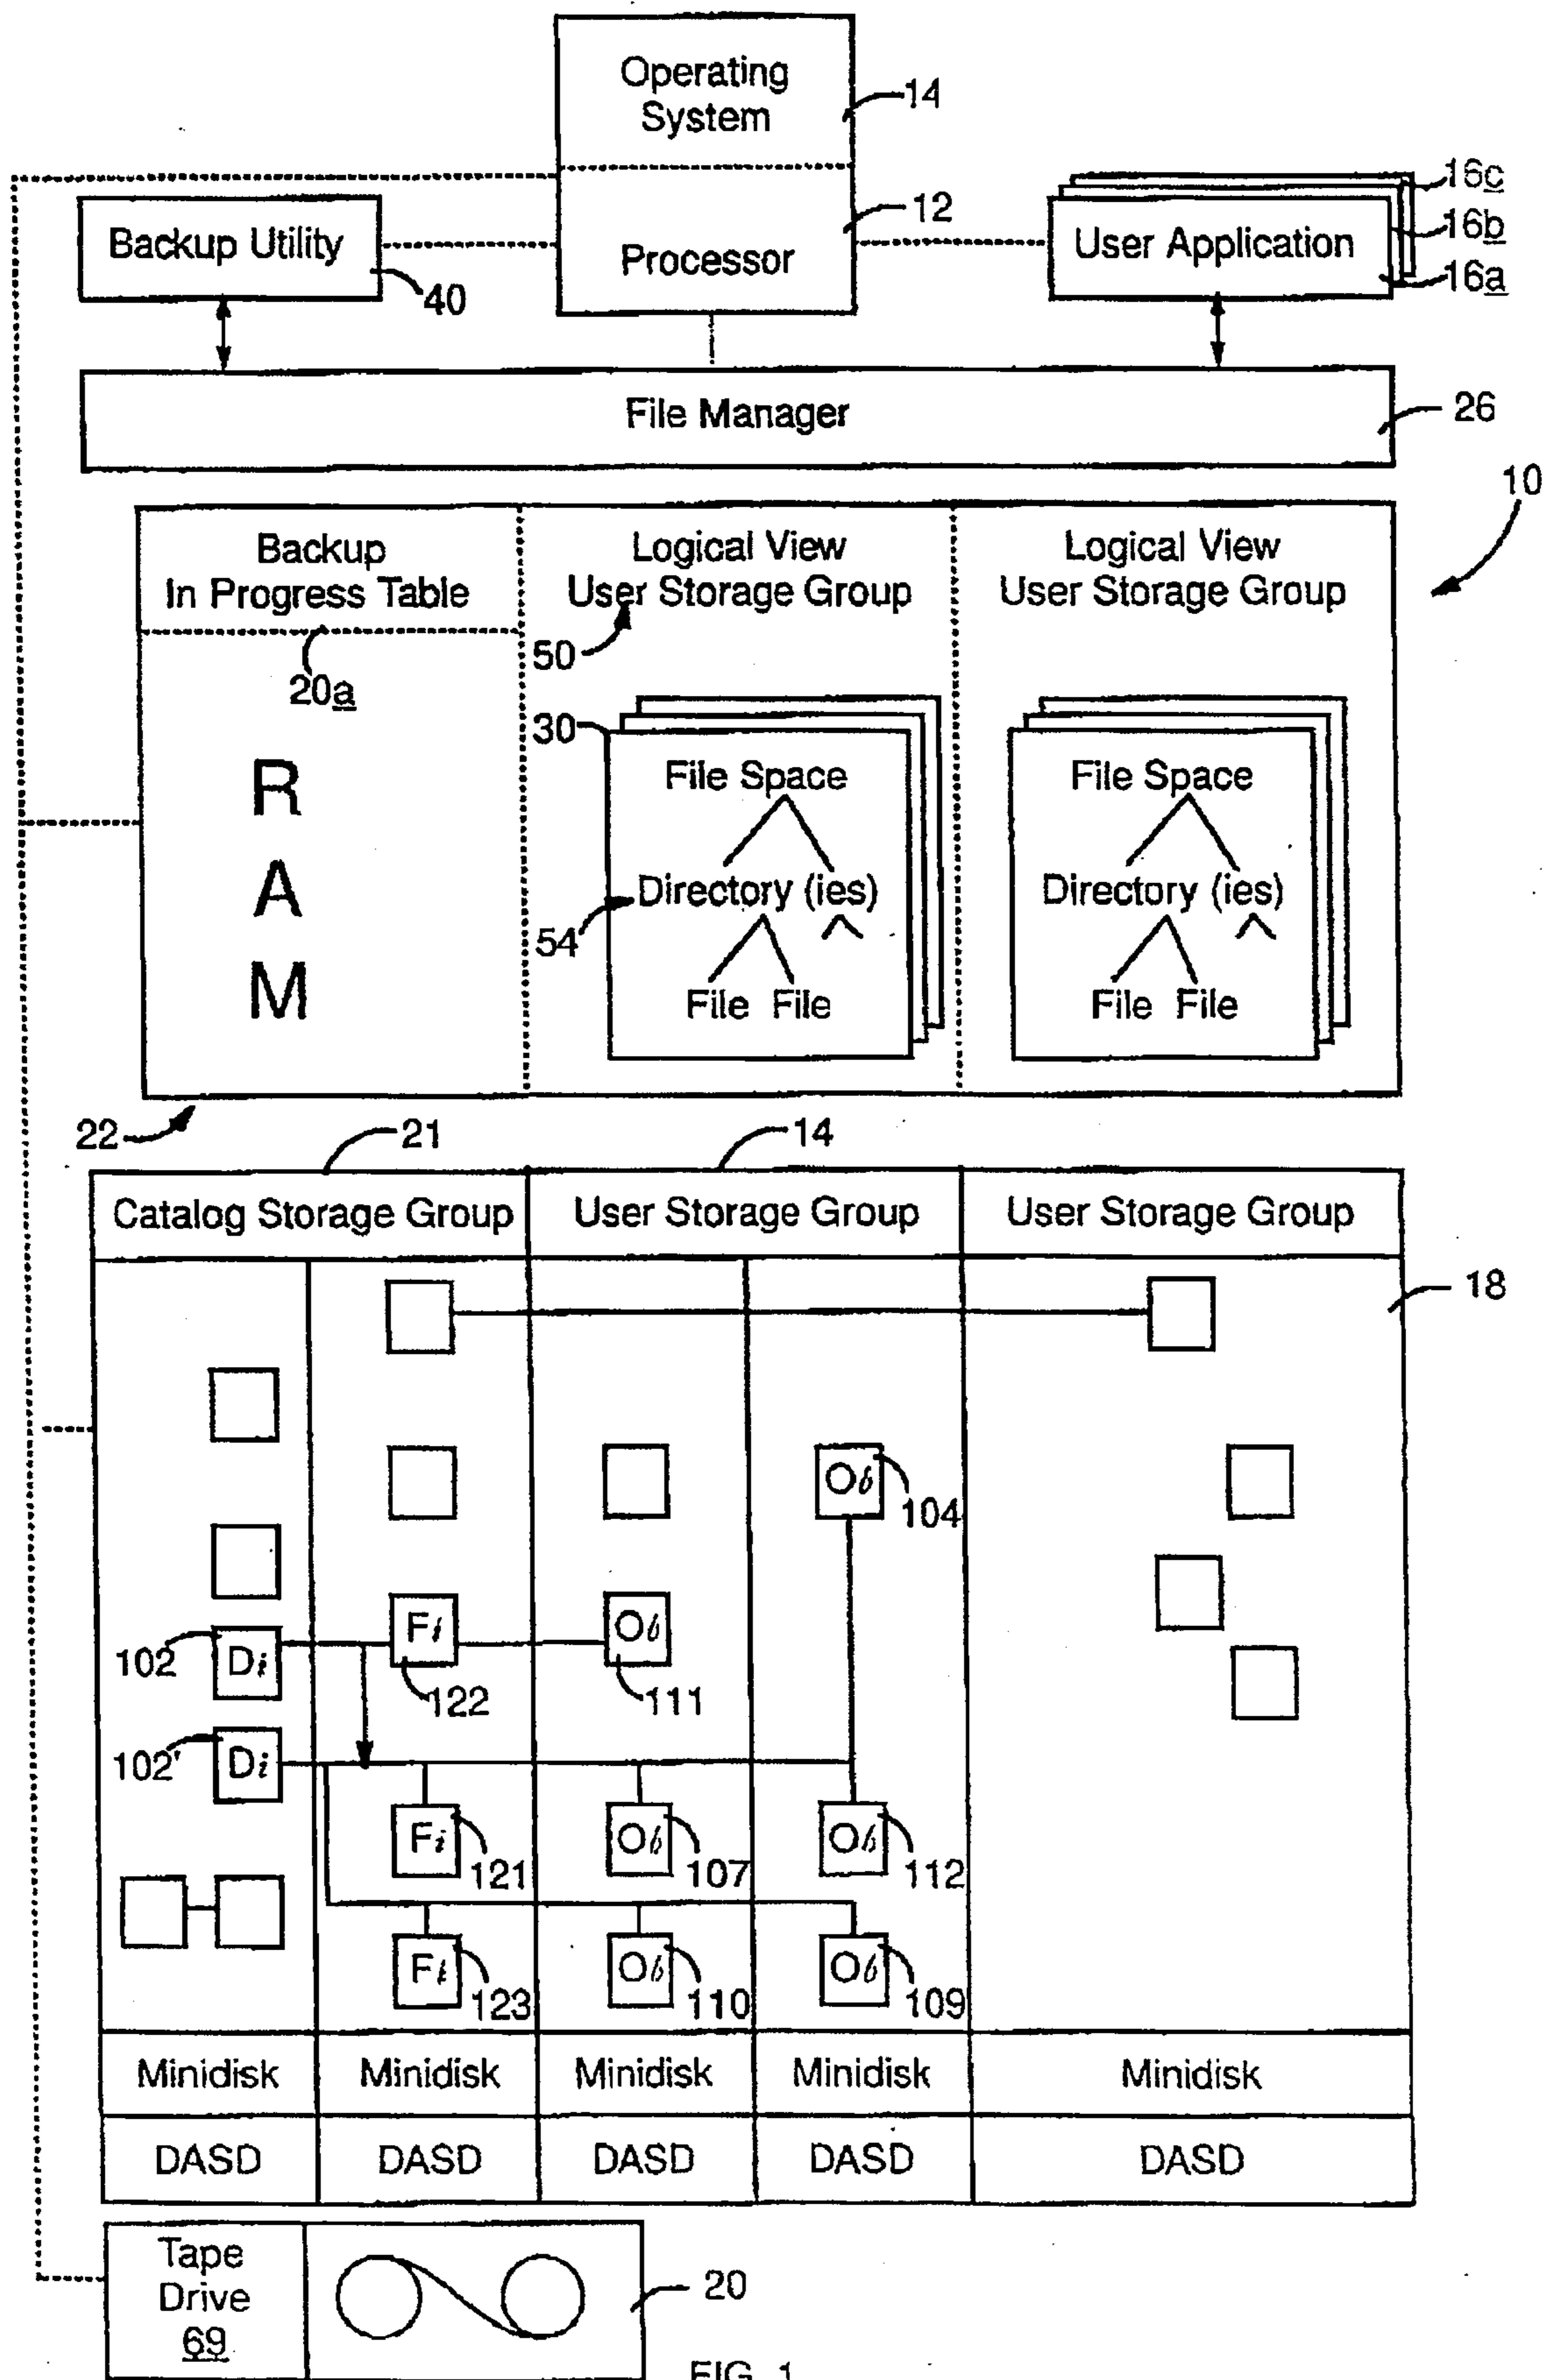 Operating
System
14
16c
Backup Utility
12
User Application
16b
Processor
16a
40
File Manager
26
10
Backup
In Progress Table
Logical View
User Storage Group
Logical View
User Storage Group
20a
50
30
R
A
M
File Space
Directory (ies)
54
File File
File Space
Directory (ies)
File File
22
21
14
Catalog Storage Group
User Storage Group
User Storage Group
18
Ob
104
102
Di
Fi
122
Ob
111
102'
Di
Fi
121
Ob
107
Ob
112
Fi
123
Ob
110
Ob
109
Minidisk
Minidisk
Minidisk
Minidisk
Minidisk
DASD
DASD
DASD
DASD
DASD
Tape
Drive
69
20
FIG. 1